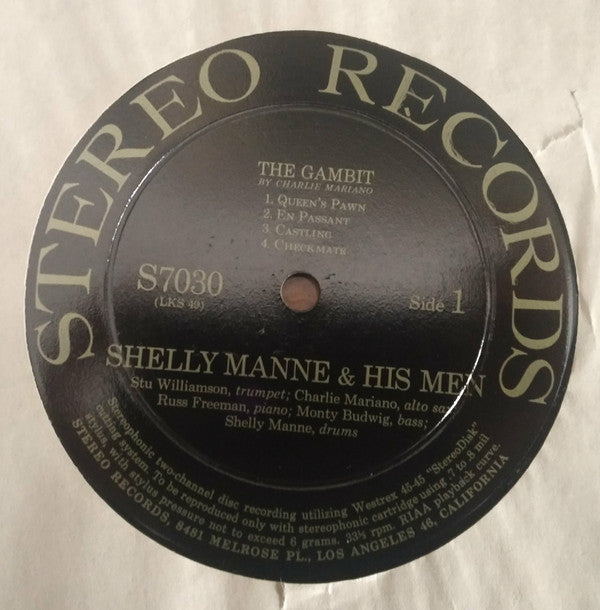 STEREO RECORDS
THE GAMBIT
BY CHARLIE MARIANO
1. QUEEN'S PAWN
2. EN PASSANT
3. CASTLING
4. CHECKMATE
S7030
(LKS 49)
Side 1
SHELLY MANNE & HIS MEN
Stu Williamson, trumpet; Charlie Mariano, alto sax;
Russ Freeman, piano; Monty Budwig, bass;
Shelly Manne, drums
Stereophonic two-channel disc recording utilizing Westrex 45-45 "StereoDisk"
cutting system. To be reproduced only with stereophonic cartridge using .7 to .8 mil
stylus, with stylus pressure not to exceed 6 grams. 33⅓ rpm. RIAA playback curve.
STEREO RECORDS, 8481 MELROSE PL., LOS ANGELES 46, CALIFORNIA